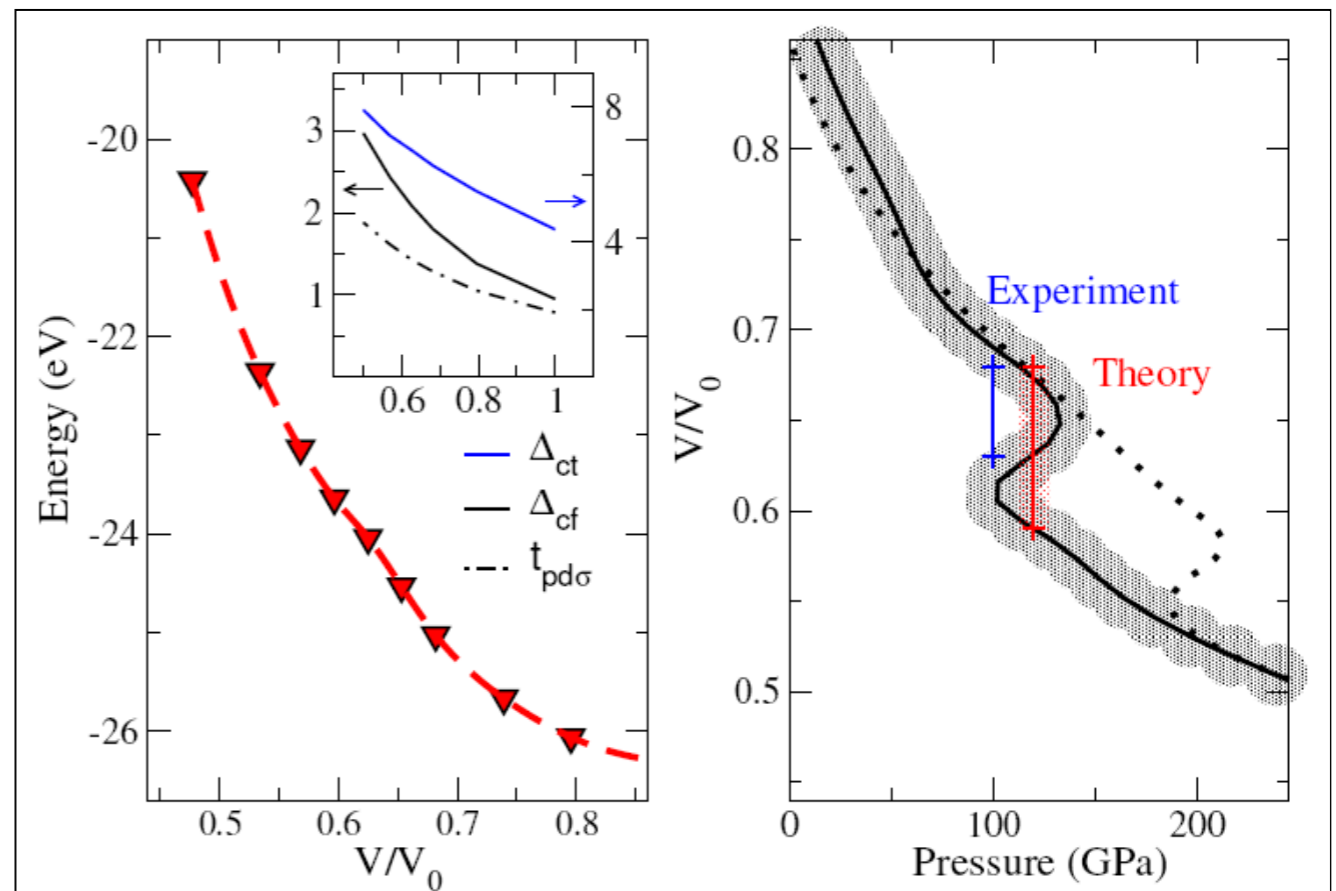 -20
-22
-24
-26
Energy (eV)
0.5 0.6 0.7 0.8
V/V0
3
2
1
8
4
0.6 0.8 1
Δct
Δcf
tpdσ
0.8
0.7
0.6
0.5
V/V0
Experiment
Theory
0 100 200
Pressure (GPa)